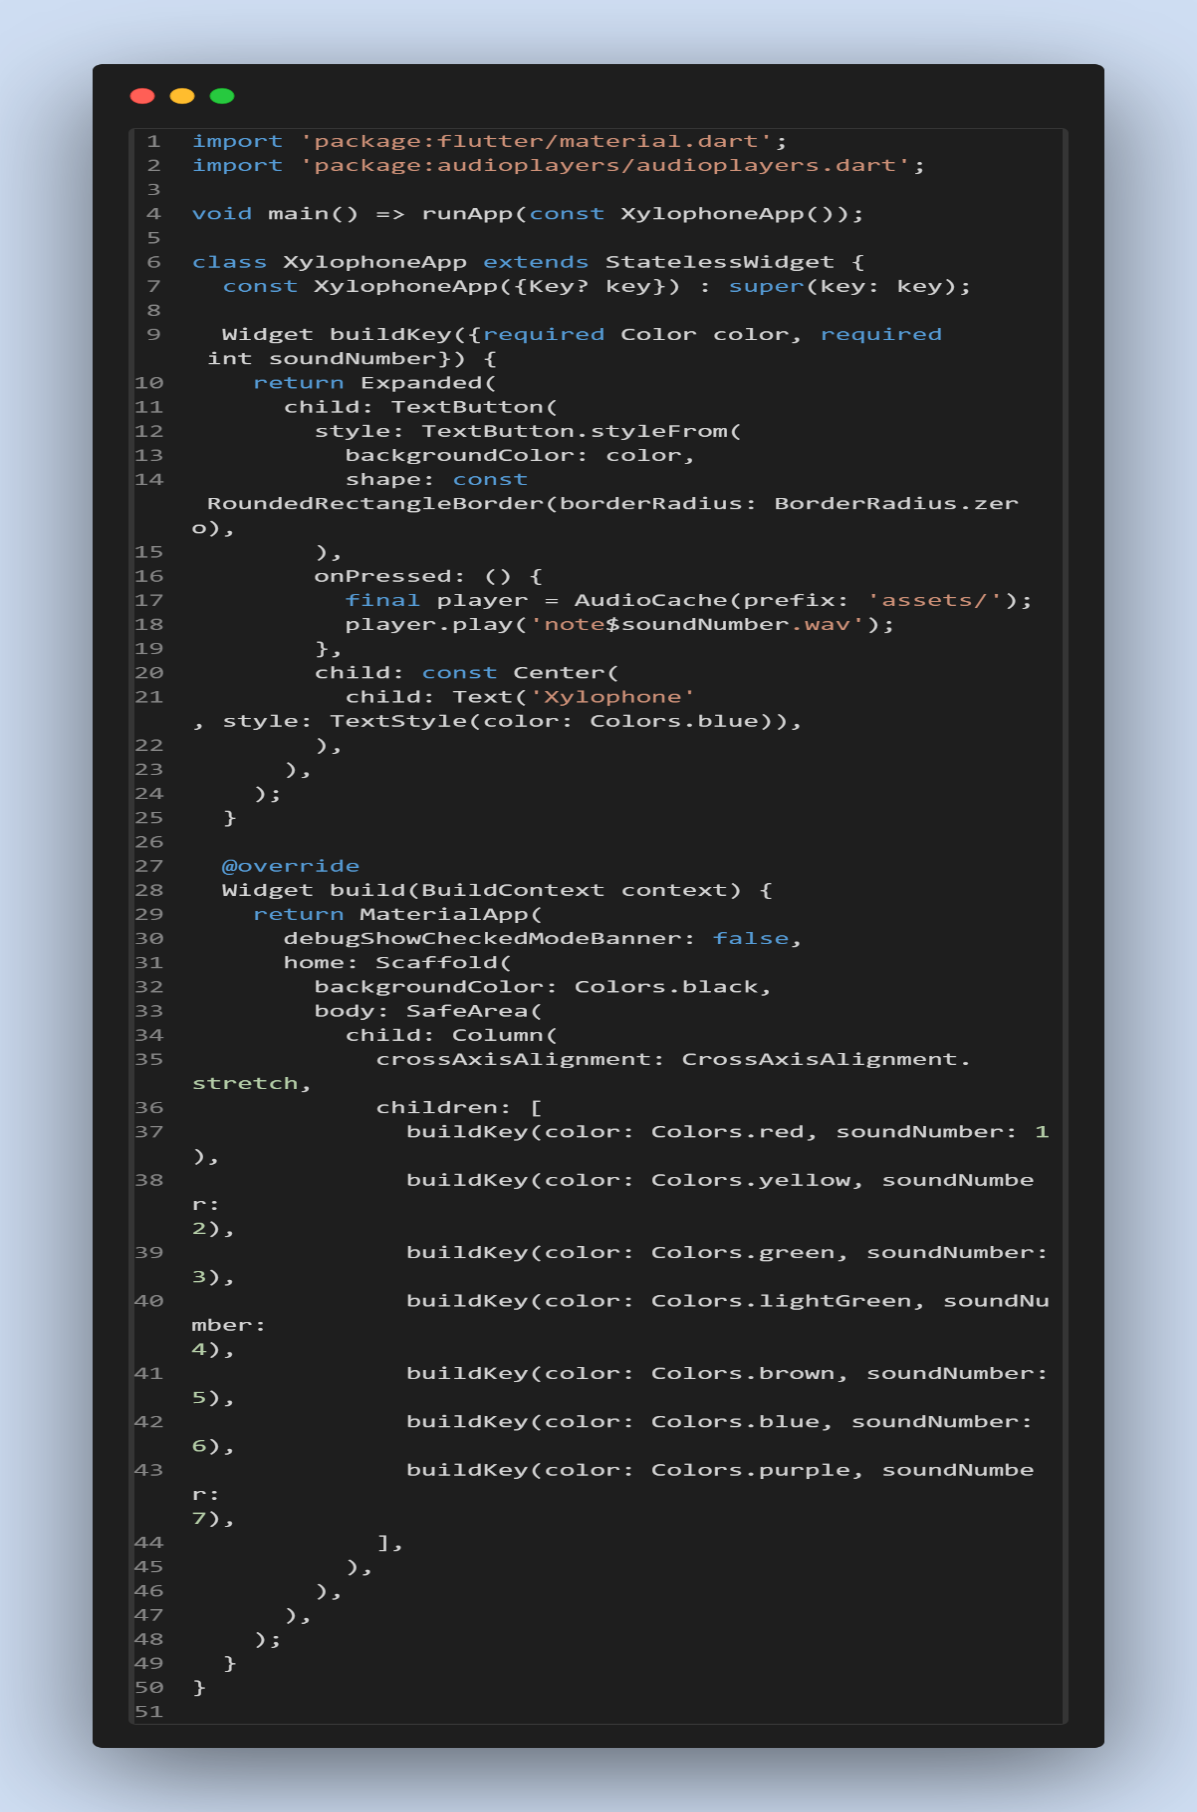 1 import 'package:flutter/material.dart';
2 import 'package:audioplayers/audioplayers.dart';
3
4 void main() => runApp(const XylophoneApp());
5
6 class XylophoneApp extends StatelessWidget {
7   const XylophoneApp({Key? key}) : super(key: key);
8
9   Widget buildKey({required Color color, required
 int soundNumber}) {
10     return Expanded(
11       child: TextButton(
12         style: TextButton.styleFrom(
13           backgroundColor: color,
14           shape: const
 RoundedRectangleBorder(borderRadius: BorderRadius.zer
o),
15         ),
16         onPressed: () {
17           final player = AudioCache(prefix: 'assets/');
18           player.play('note$soundNumber.wav');
19         },
20         child: const Center(
21           child: Text('Xylophone'
, style: TextStyle(color: Colors.blue)),
22         ),
23       ),
24     );
25   }
26
27   @override
28   Widget build(BuildContext context) {
29     return MaterialApp(
30       debugShowCheckedModeBanner: false,
31       home: Scaffold(
32         backgroundColor: Colors.black,
33         body: SafeArea(
34           child: Column(
35             crossAxisAlignment: CrossAxisAlignment.
stretch,
36             children: [
37               buildKey(color: Colors.red, soundNumber: 1
),
38               buildKey(color: Colors.yellow, soundNumbe
r:
2),
39               buildKey(color: Colors.green, soundNumber:
3),
40               buildKey(color: Colors.lightGreen, soundNu
mber:
4),
41               buildKey(color: Colors.brown, soundNumber:
5),
42               buildKey(color: Colors.blue, soundNumber:
6),
43               buildKey(color: Colors.purple, soundNumbe
r:
7),
44             ],
45           ),
46         ),
47       ),
48     );
49   }
50 }
51